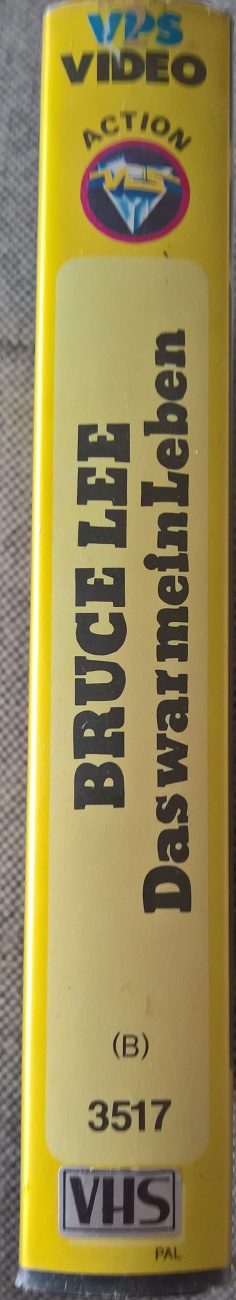 VPS
VIDEO
ACTION
VPS
BRUCE LEE
Das war mein Leben
(B)
3517
VHS
PAL